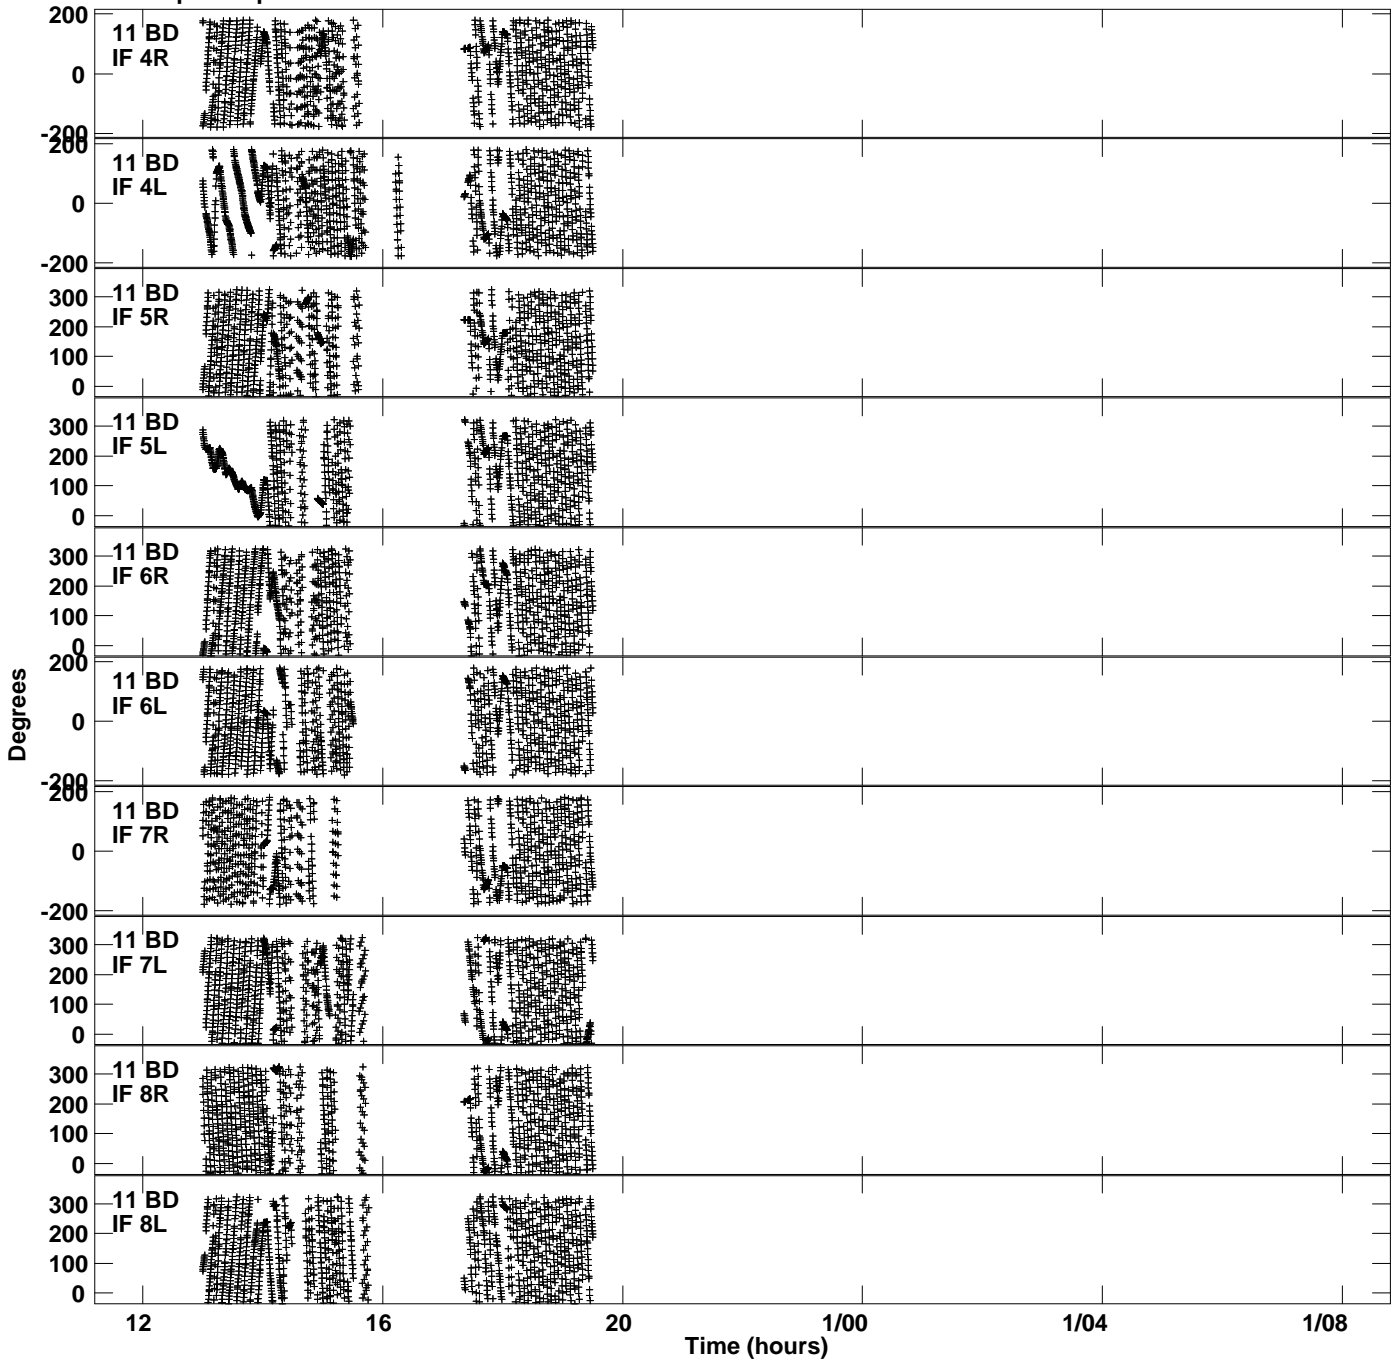 200
11 BD
IF 4R
0
-200
200
11 BD
IF 4L
0
-200
11 BD
IF 5R
300
200
100
0
11 BD
IF 5L
300
200
100
0
11 BD
IF 6R
300
200
100
0
200
11 BD
IF 6L
0
-200
200
11 BD
IF 7R
0
-200
11 BD
IF 7L
300
200
100
0
11 BD
IF 8R
300
200
100
0
11 BD
IF 8L
300
200
100
0
Degrees
12 16 20 1/00 1/04 1/08
Time (hours)